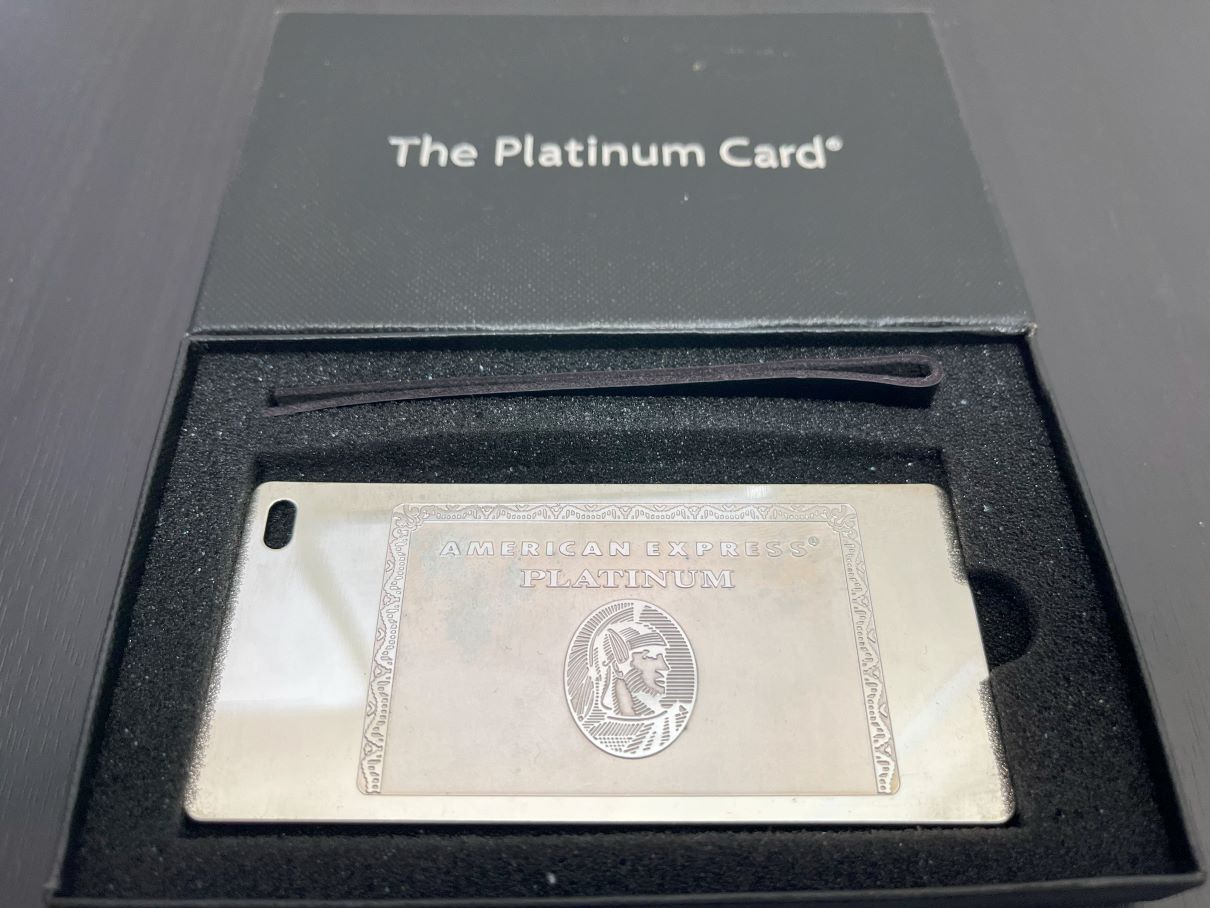 The Platinum Card®
AMERICAN EXPRESS®
PLATINUM